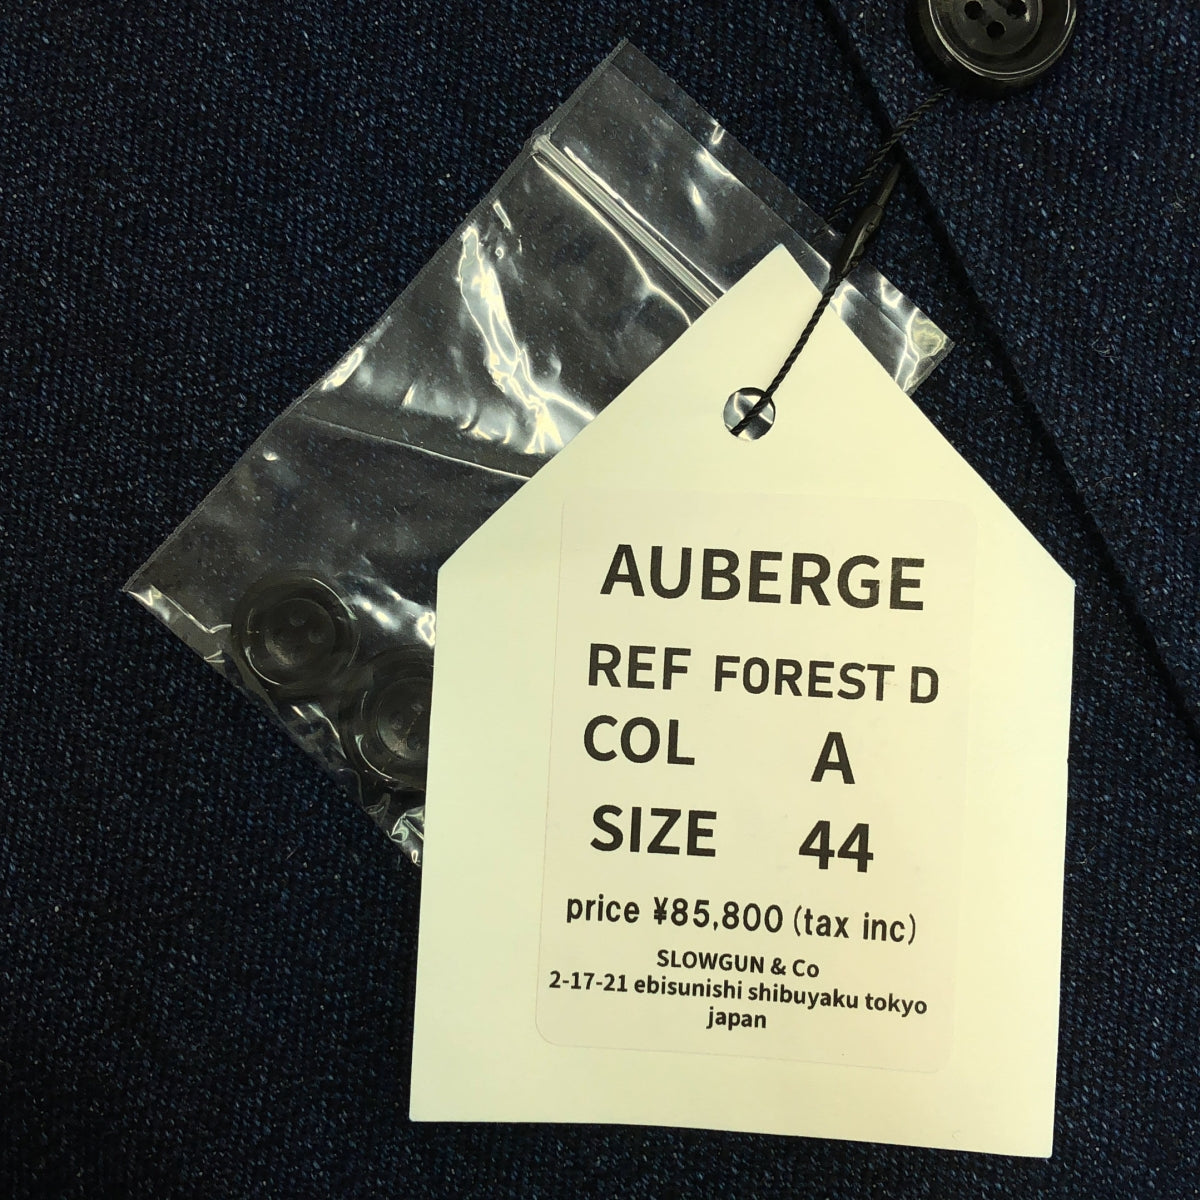 AUBERGE
REF FOREST D
COL A
SIZE 44
price ¥85,800 (tax inc)
SLOWGUN & Co
2-17-21 ebisunishi shibuyaku tokyo
japan